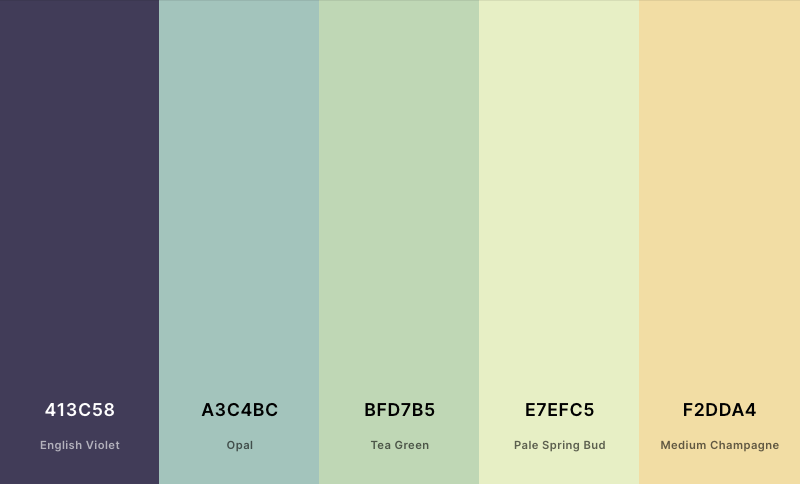 413C58
English Violet
A3C4BC
Opal
BFD7B5
Tea Green
E7EFC5
Pale Spring Bud
F2DDA4
Medium Champagne